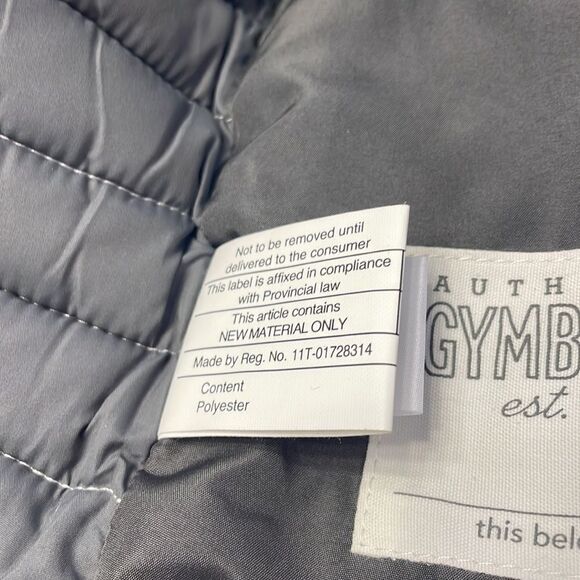 Not to be removed until
delivered to the consumer
This label is affixed in compliance
with Provincial law
This article contains
NEW MATERIAL ONLY
Made by Reg. No. 11T-01728314
Content
Polyester
AUTH
GYMB
est.
this bel